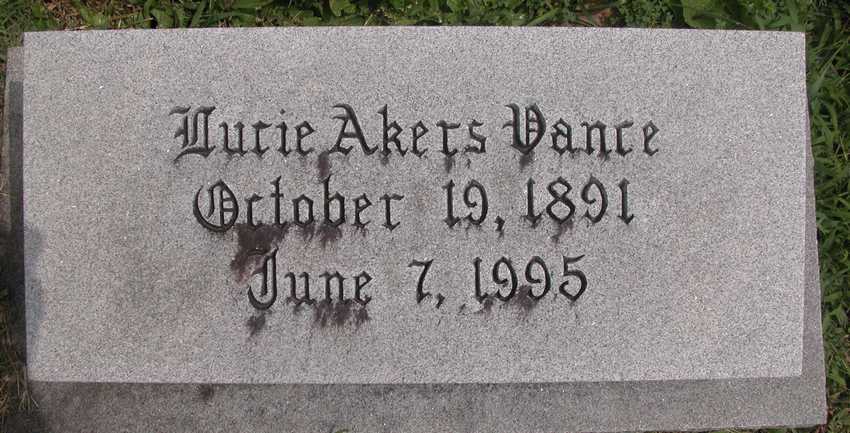 Lucie Akers Vance
October 19, 1891
June 7, 1995